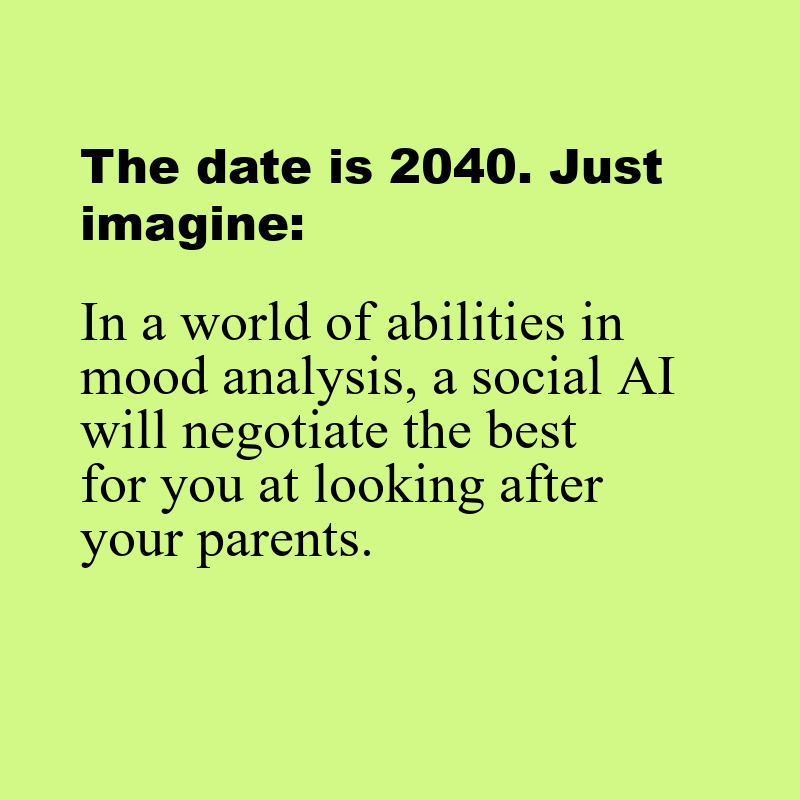 The date is 2040. Just
imagine:
In a world of abilities in
mood analysis, a social AI
will negotiate the best
for you at looking after
your parents.